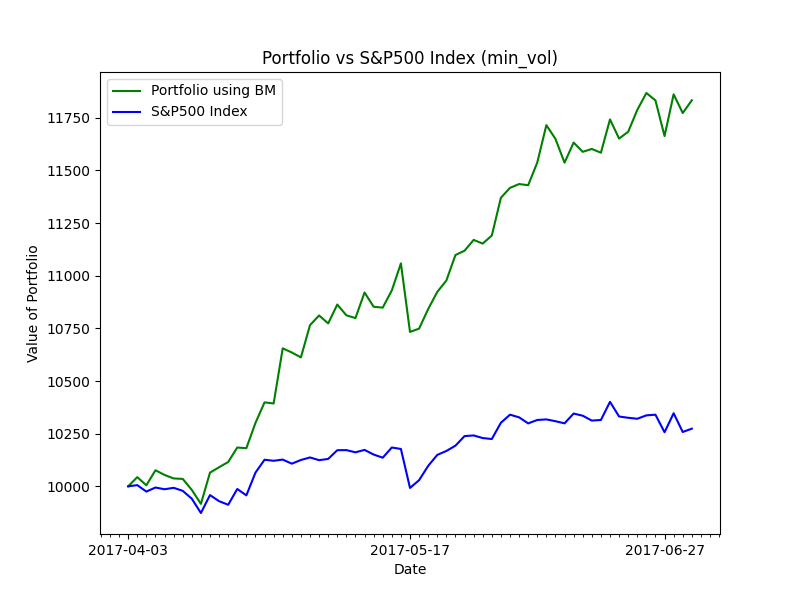 Portfolio vs S&P500 Index (min_vol)
Portfolio using BM
S&P500 Index
11750
11500
11250
11000
10750
10500
10250
10000
Value of Portfolio
2017-04-03
2017-05-17
2017-06-27
Date